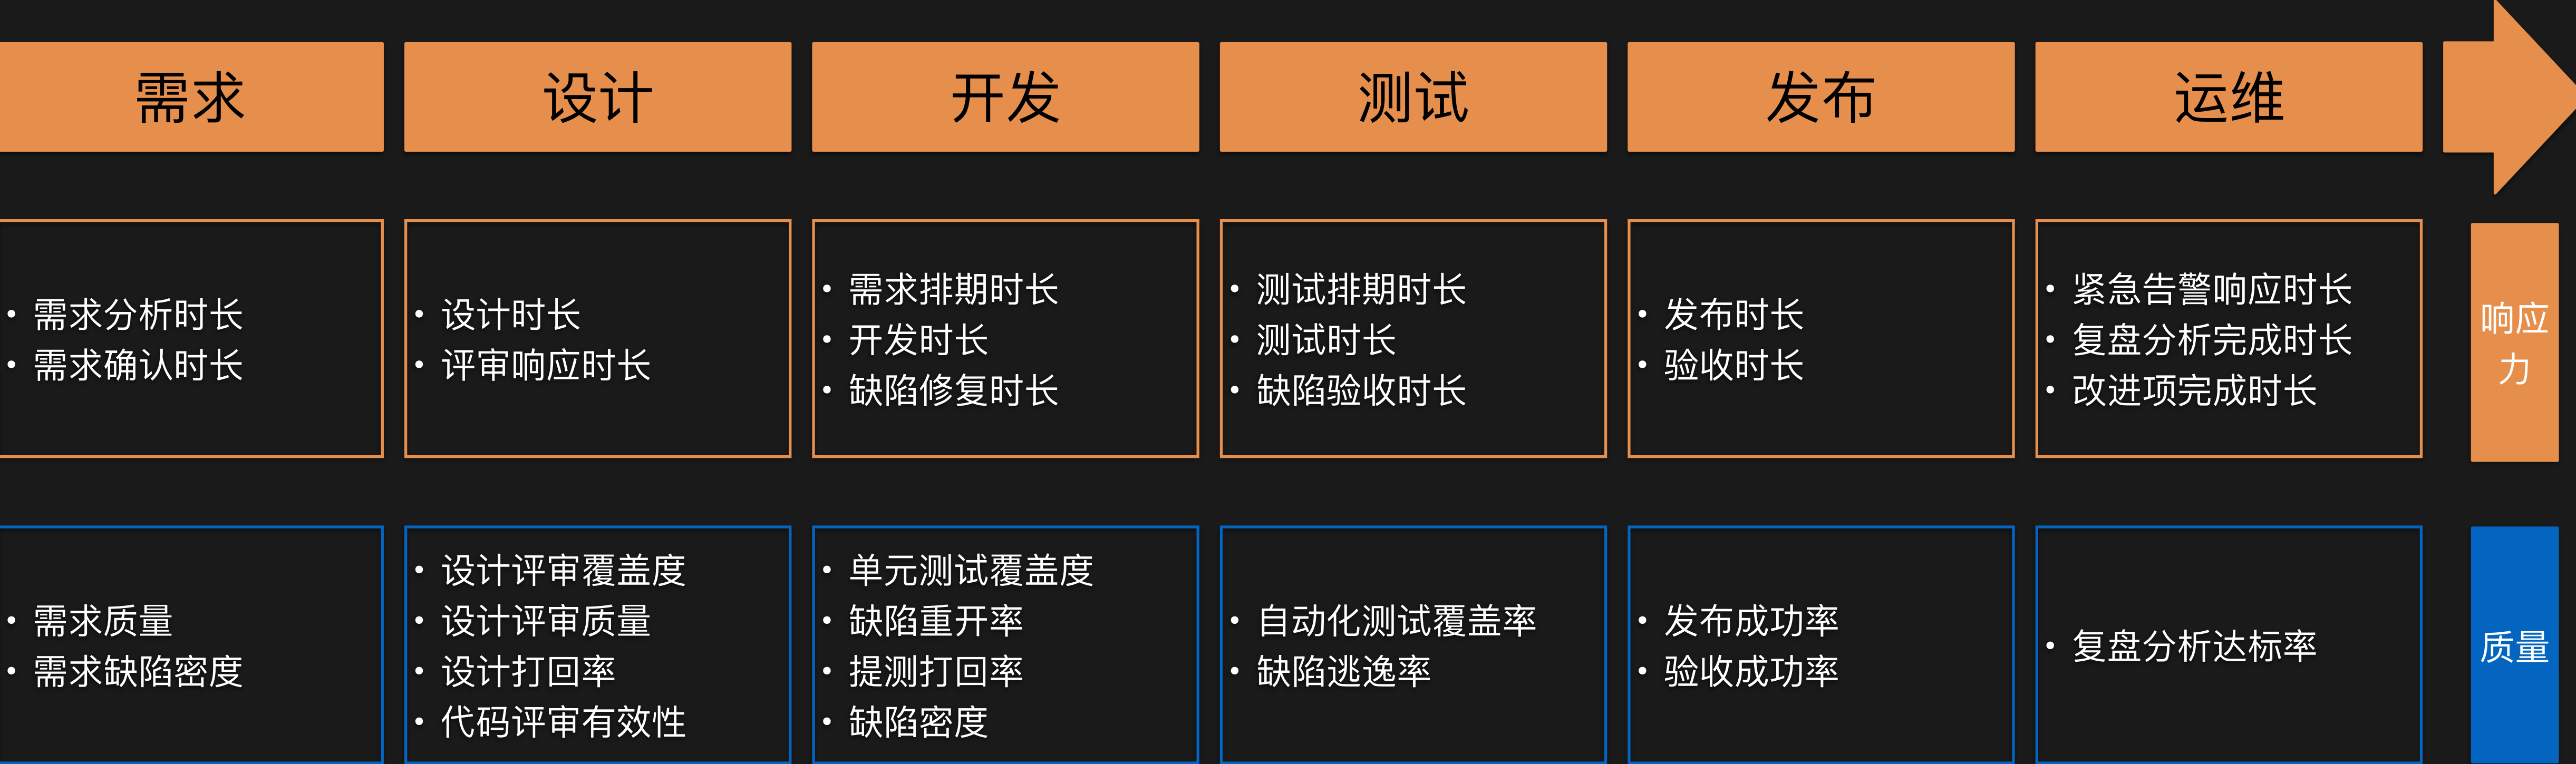 需求
设计
开发
测试
发布
运维
• 需求分析时长
• 需求确认时长
• 设计时长
• 评审响应时长
• 需求排期时长
• 开发时长
• 缺陷修复时长
• 测试排期时长
• 测试时长
• 缺陷验收时长
• 发布时长
• 验收时长
• 紧急告警响应时长
• 复盘分析完成时长
• 改进项完成时长
响应
力
• 需求质量
• 需求缺陷密度
• 设计评审覆盖度
• 设计评审质量
• 设计打回率
• 代码评审有效性
• 单元测试覆盖度
• 缺陷重开率
• 提测打回率
• 缺陷密度
• 自动化测试覆盖率
• 缺陷逃逸率
• 发布成功率
• 验收成功率
• 复盘分析达标率
质量